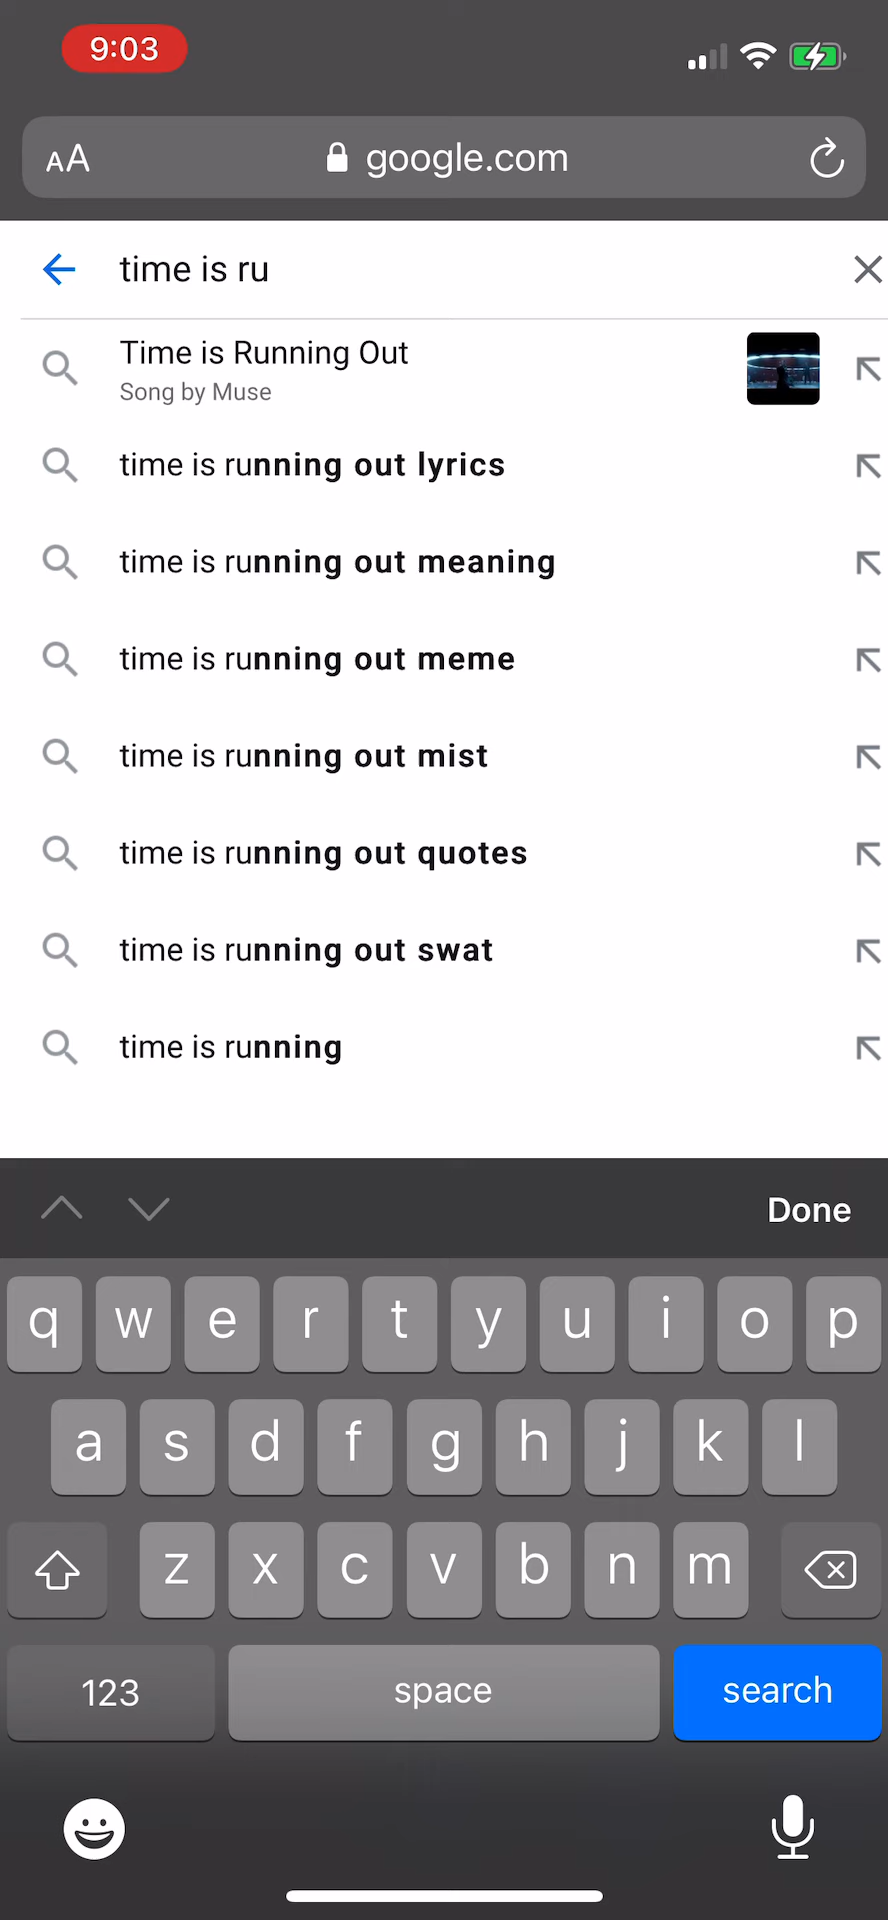 9:03
AA google.com
time is ru
Time is Running Out
Song by Muse
time is running out lyrics
time is running out meaning
time is running out meme
time is running out mist
time is running out quotes
time is running out swat
time is running
Done
q w e r t y u i o p
a s d f g h j k l
z x c v b n m
123 space search